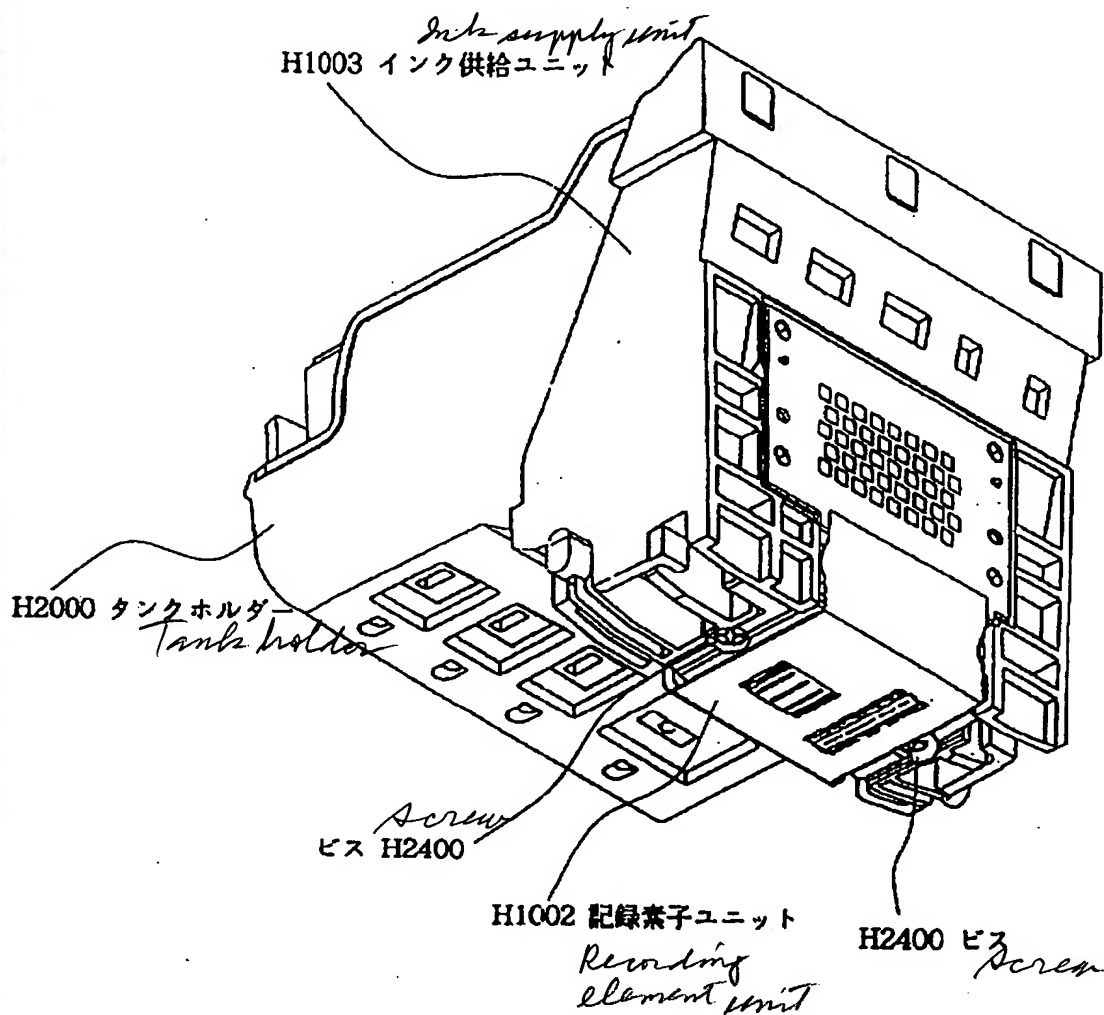 Ink supply unit
H1003 インク供給ユニット
H2000 タンクホルダー
Tank holder
screw
ビス H2400
H1002 記録素子ユニット
Recording
element unit
H2400 ビス
screw